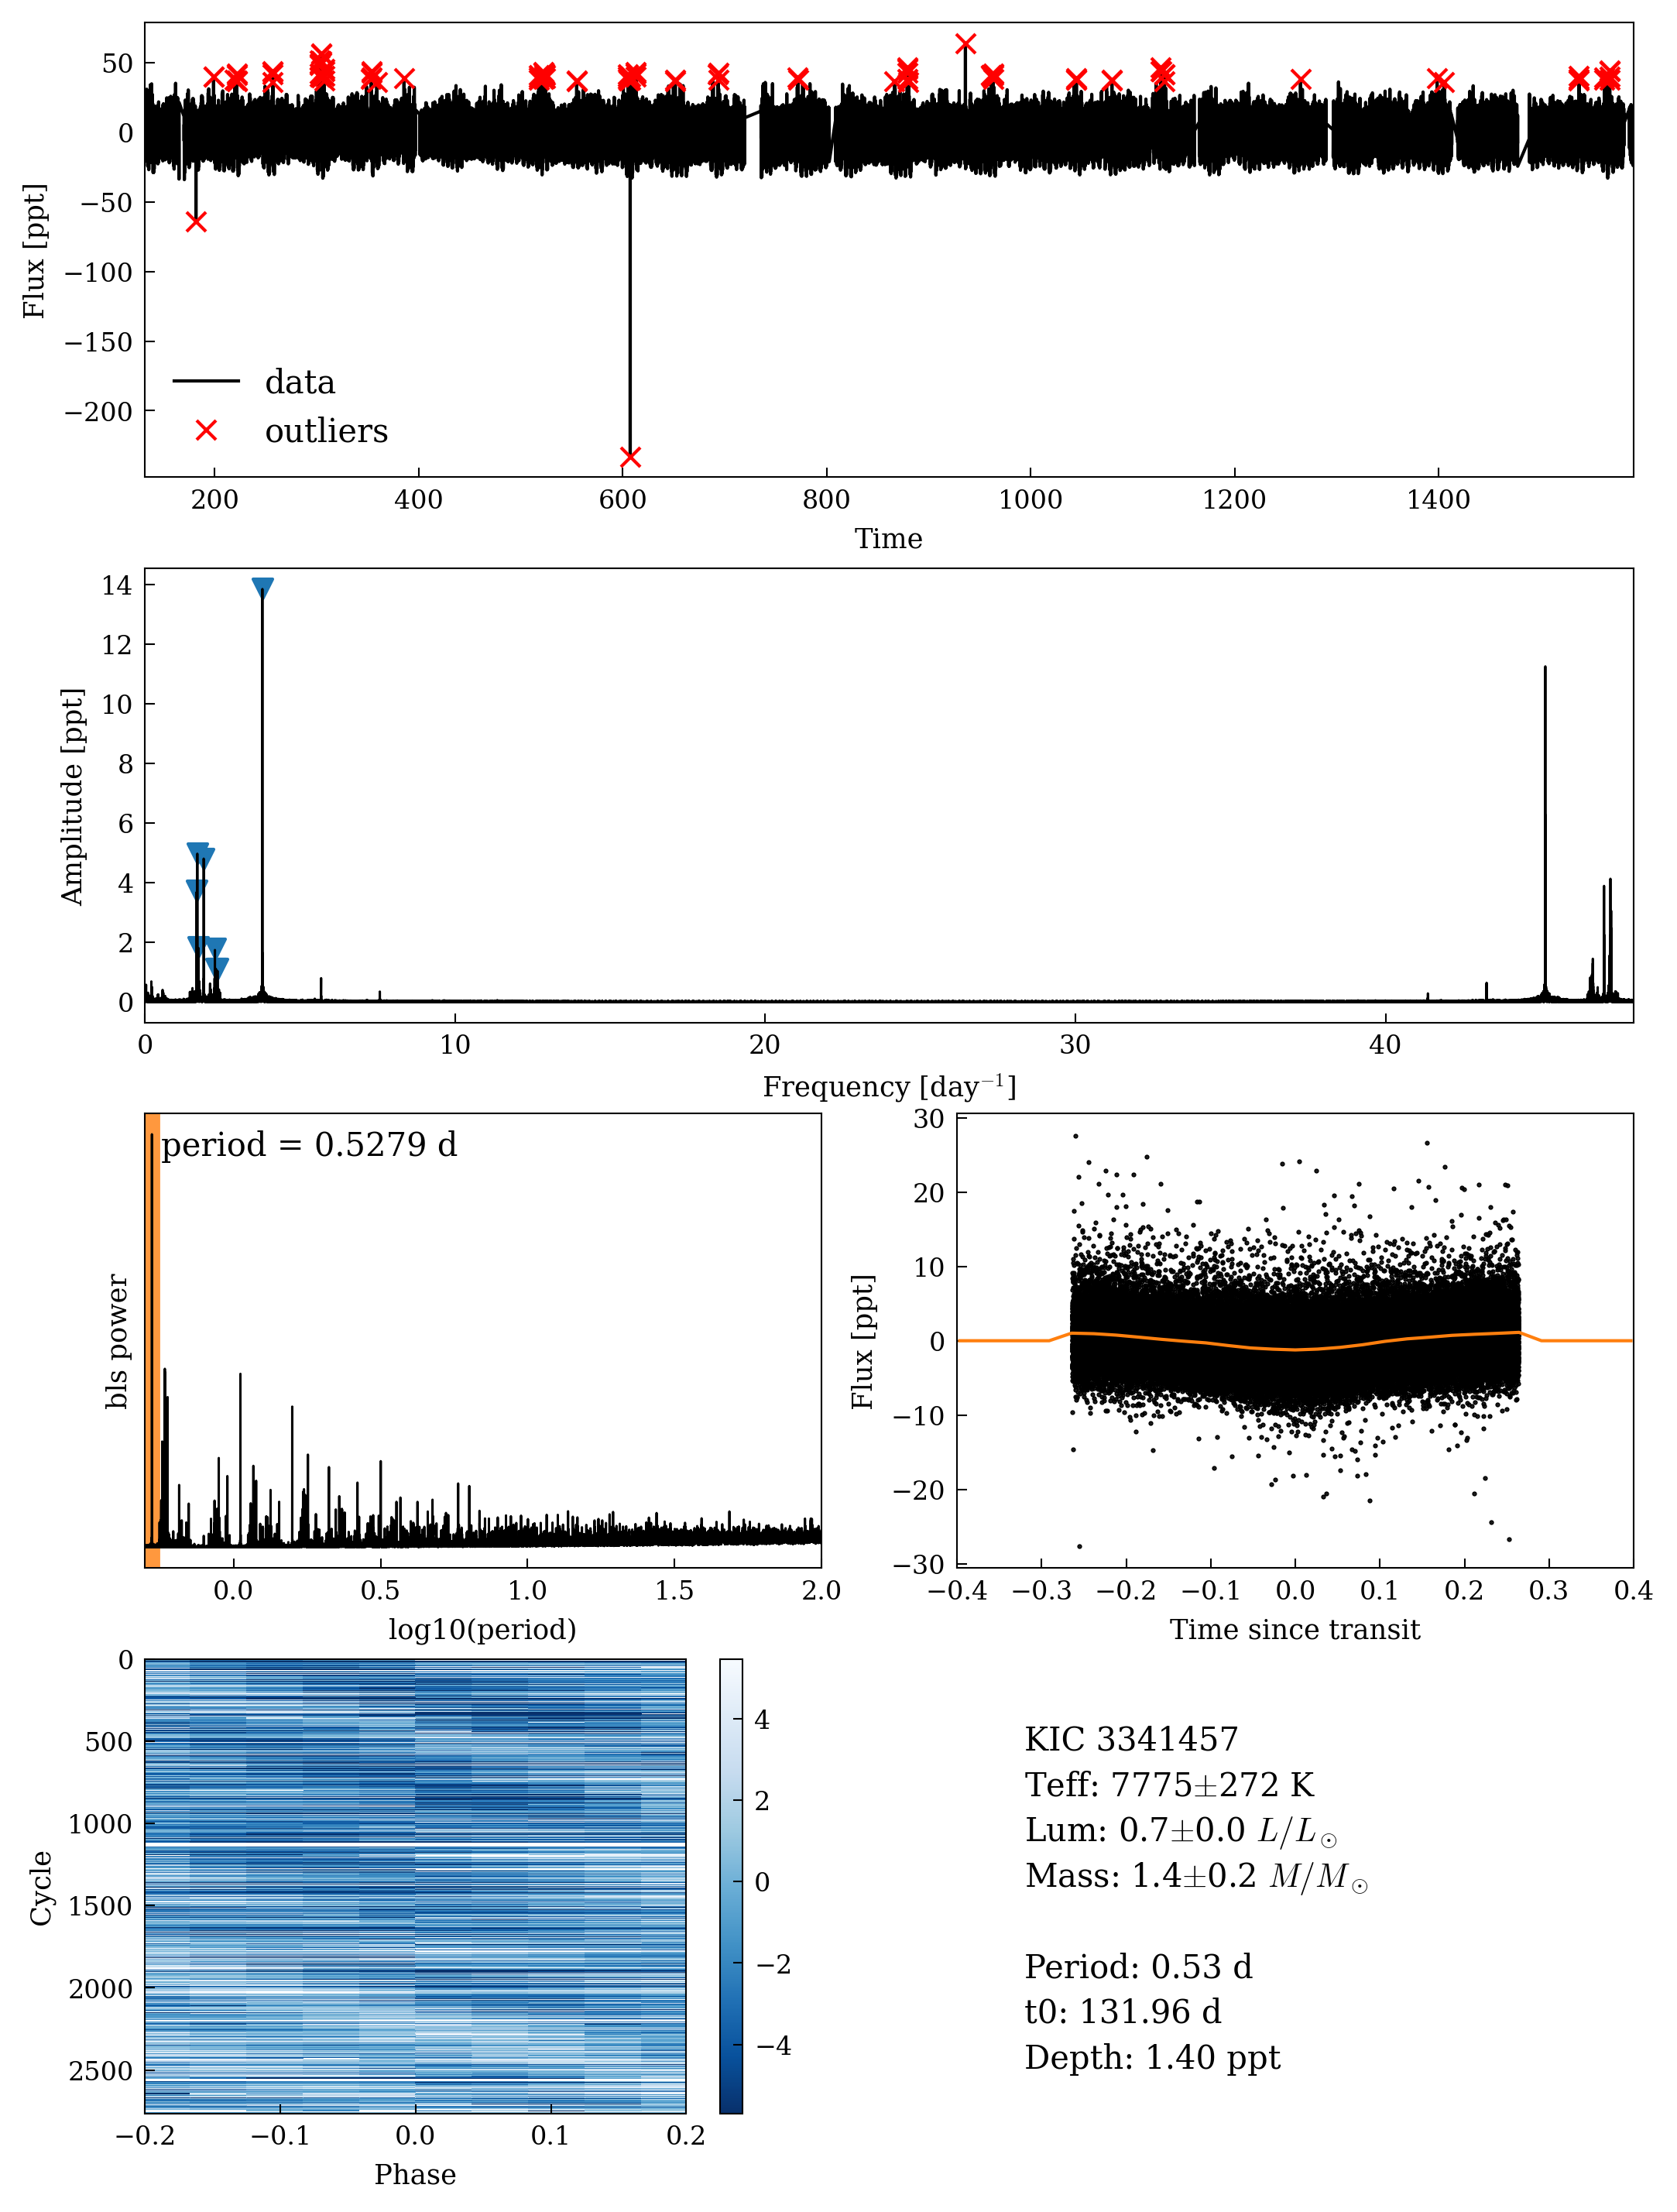 50
0
−50
−100
−150
−200
Flux [ppt]
data
outliers
200 400 600 800 1000 1200 1400
Time
14
12
10
8
6
4
2
0
Amplitude [ppt]
0 10 20 30 40
Frequency [day⁻¹]
period = 0.5279 d
bls power
0.0 0.5 1.0 1.5 2.0
log10(period)
30
20
10
0
−10
−20
−30
Flux [ppt]
−0.4 −0.3 −0.2 −0.1 0.0 0.1 0.2 0.3 0.4
Time since transit
0
500
1000
1500
2000
2500
Cycle
−0.2 −0.1 0.0 0.1 0.2
Phase
4
2
0
−2
−4
KIC 3341457
Teff: 7775±272 K
Lum: 0.7±0.0 L/L☉
Mass: 1.4±0.2 M/M☉
Period: 0.53 d
t0: 131.96 d
Depth: 1.40 ppt